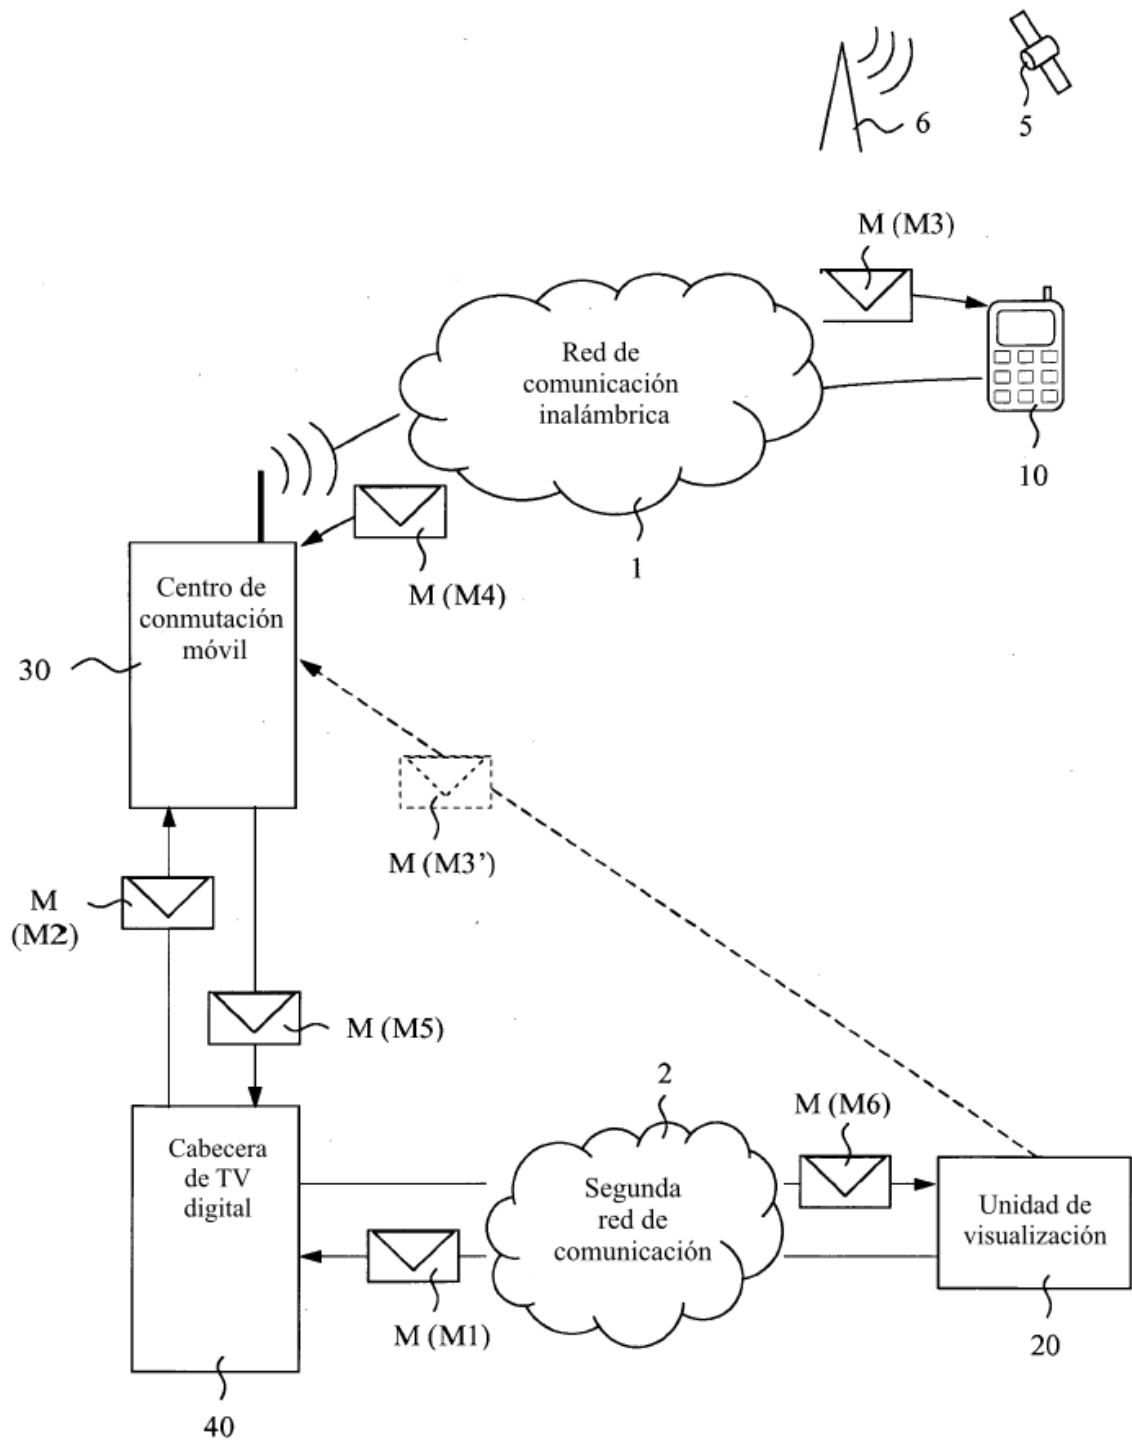 6
5
M (M3)
Red de
comunicación
inalámbrica
10
1
M (M4)
Centro de
conmutación
móvil
30
M (M3’)
M
(M2)
M (M5)
2
M (M6)
Cabecera
de TV
digital
Segunda
red de
comunicación
Unidad de
visualización
M (M1)
20
40